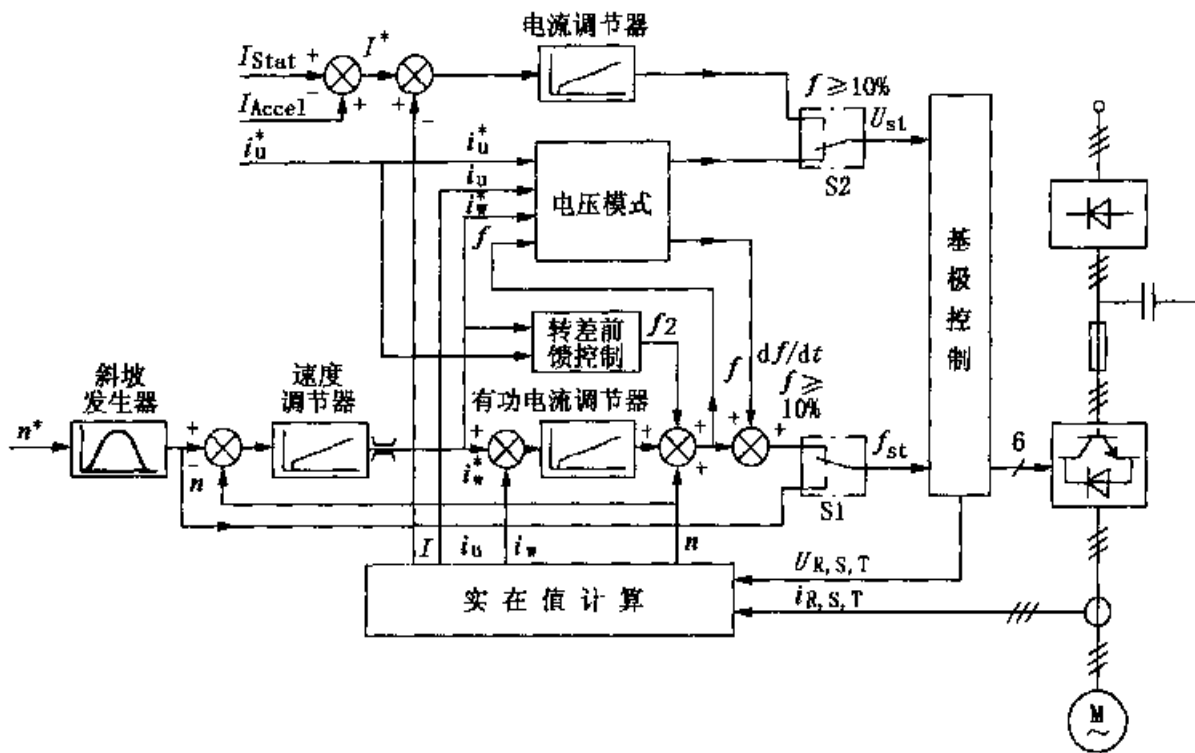 电流调节器
I_Stat
+
I*
-
I_Accel
+
+
-
f≥10%
U_st
S2
i_u*
i_u*
i_u
i_w*
f
电压模式
基极控制
转差前
馈控制
f2
f
df/dt
f≥
10%
斜坡
发生器
速度
调节器
有功电流调节器
n*
+
-
n
+
i_w*
+
+
+
+
+
+
f_st
S1
6
I
i_u
i_w
n
实在值计算
U_R,S,T
i_R,S,T
M
~